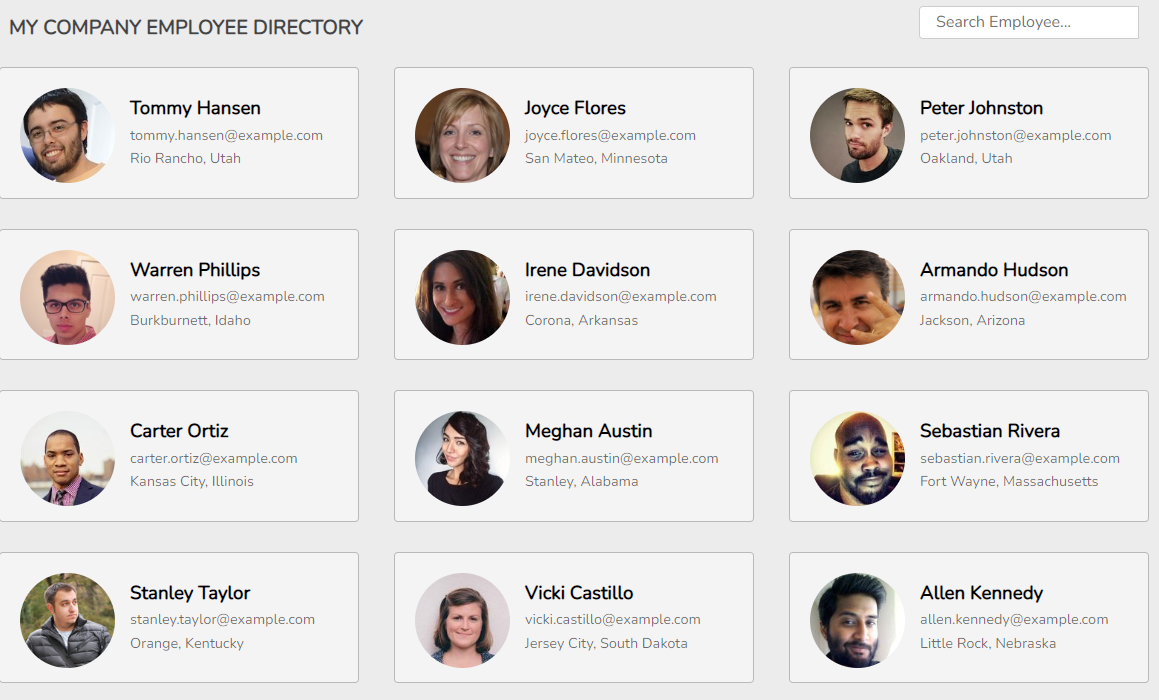 MY COMPANY EMPLOYEE DIRECTORY
Search Employee...
Tommy Hansen
tommy.hansen@example.com
Rio Rancho, Utah
Joyce Flores
joyce.flores@example.com
San Mateo, Minnesota
Peter Johnston
peter.johnston@example.com
Oakland, Utah
Warren Phillips
warren.phillips@example.com
Burkburnett, Idaho
Irene Davidson
irene.davidson@example.com
Corona, Arkansas
Armando Hudson
armando.hudson@example.com
Jackson, Arizona
Carter Ortiz
carter.ortiz@example.com
Kansas City, Illinois
Meghan Austin
meghan.austin@example.com
Stanley, Alabama
Sebastian Rivera
sebastian.rivera@example.com
Fort Wayne, Massachusetts
Stanley Taylor
stanley.taylor@example.com
Orange, Kentucky
Vicki Castillo
vicki.castillo@example.com
Jersey City, South Dakota
Allen Kennedy
allen.kennedy@example.com
Little Rock, Nebraska